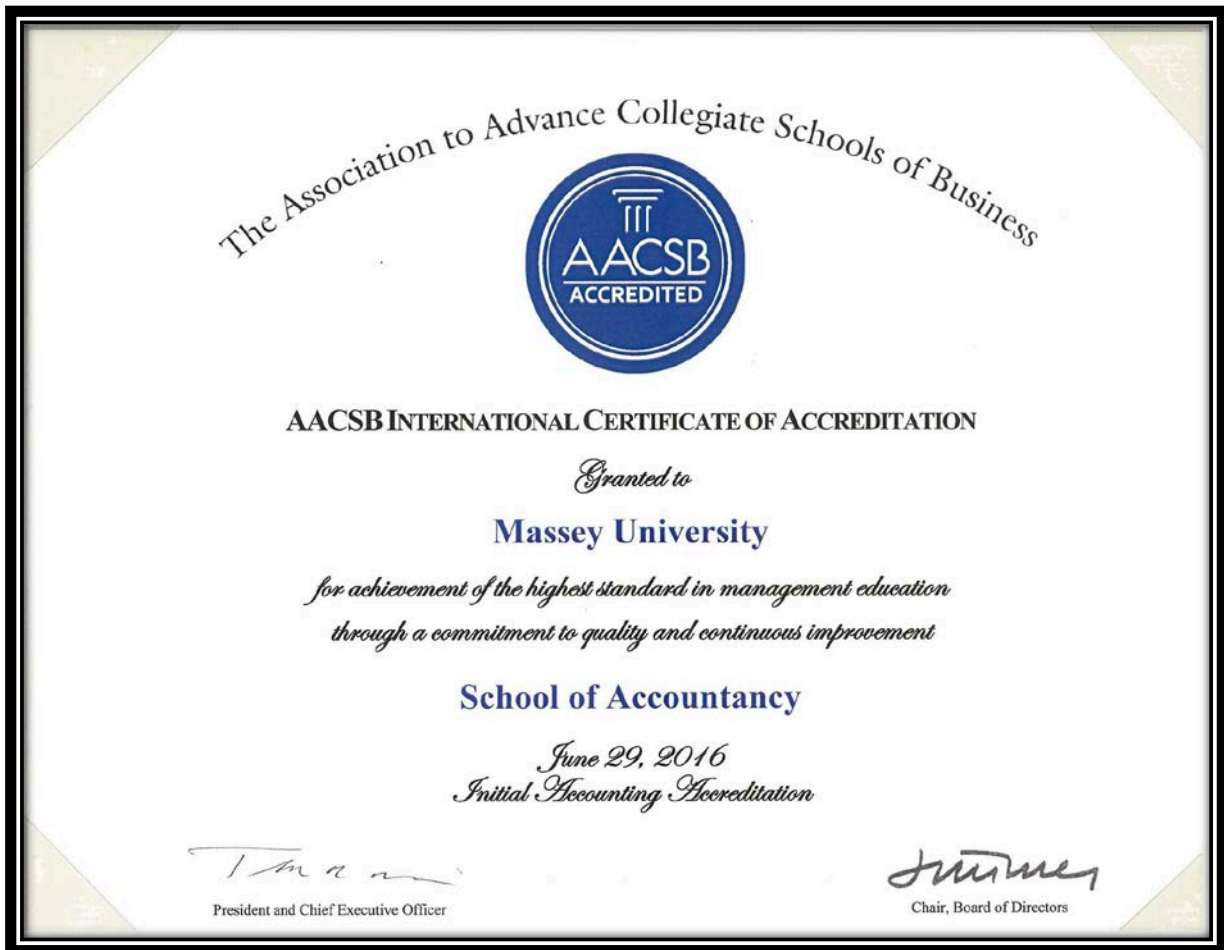 The Association to Advance Collegiate Schools of Business
AACSB
ACCREDITED
AACSB INTERNATIONAL CERTIFICATE OF ACCREDITATION
Granted to
Massey University
for achievement of the highest standard in management education
through a commitment to quality and continuous improvement
School of Accountancy
June 29, 2016
Initial Accounting Accreditation
President and Chief Executive Officer
Chair, Board of Directors